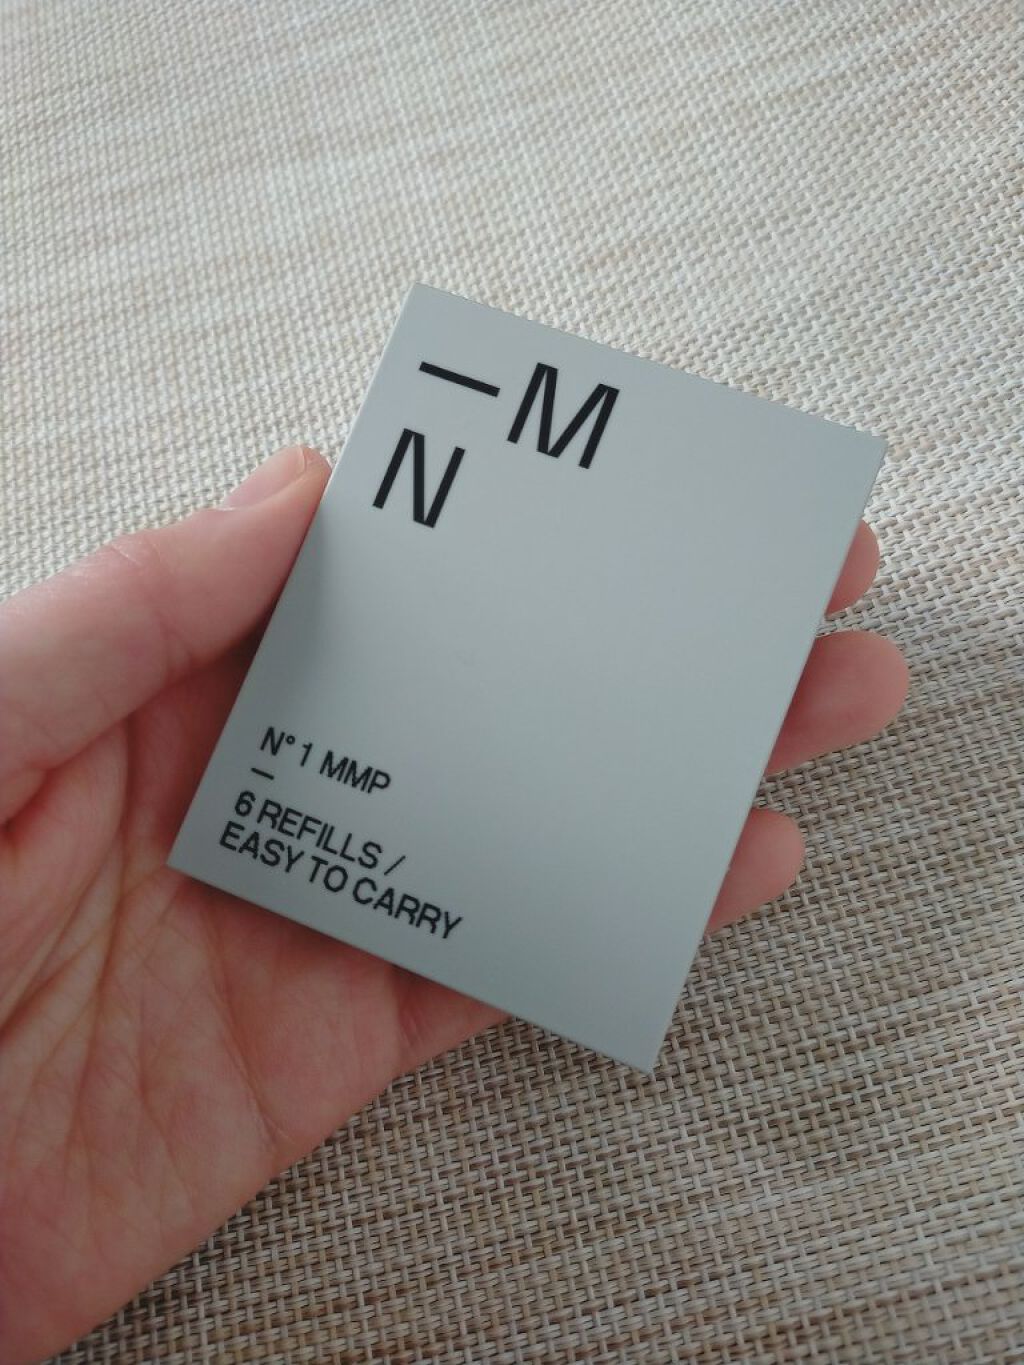 —M
N
N° 1 MMP
—
6 REFILLS /
EASY TO CARRY